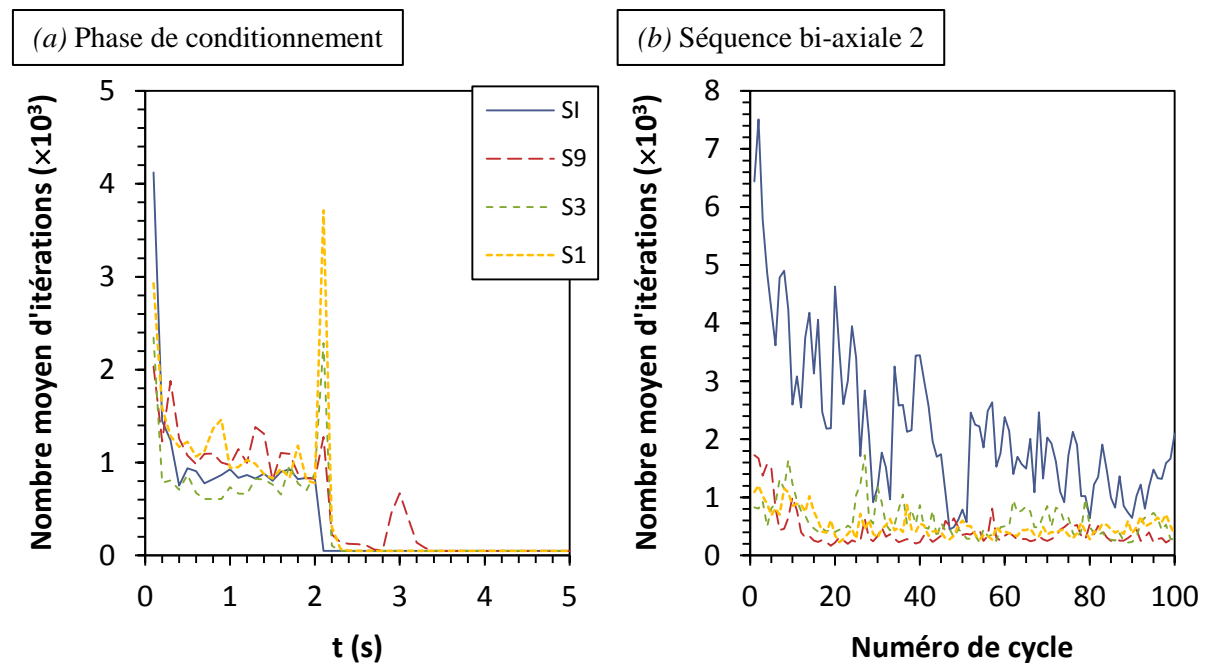 (a) Phase de conditionnement
(b) Séquence bi-axiale 2
Nombre moyen d'itérations (×10³)
5
4
3
2
1
0
0 1 2 3 4 5
t (s)
SI
S9
S3
S1
Nombre moyen d'itérations (×10³)
8
7
6
5
4
3
2
1
0
0 20 40 60 80 100
Numéro de cycle